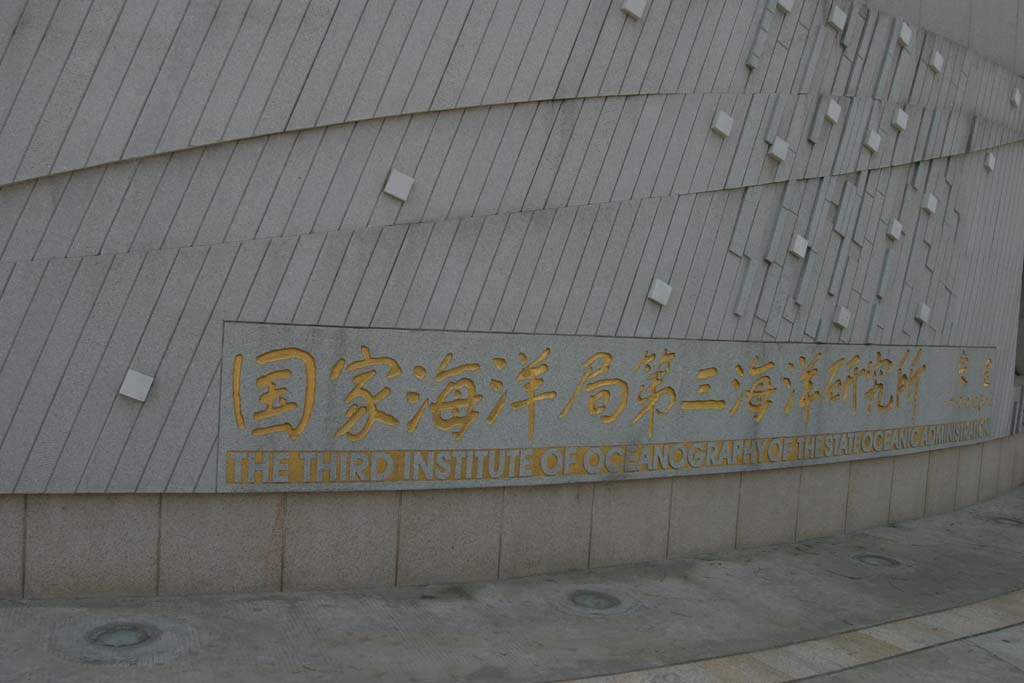 国家海洋局第三海洋研究所
THE THIRD INSTITUTE OF OCEANOGRAPHY OF THE STATE OCEANIC ADMINISTRATION